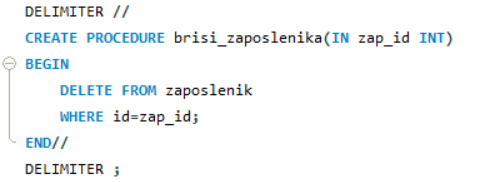 DELIMITER //
CREATE PROCEDURE brisi_zaposlenika(IN zap_id INT)
BEGIN
DELETE FROM zaposlenik
WHERE id=zap_id;
END//
DELIMITER ;